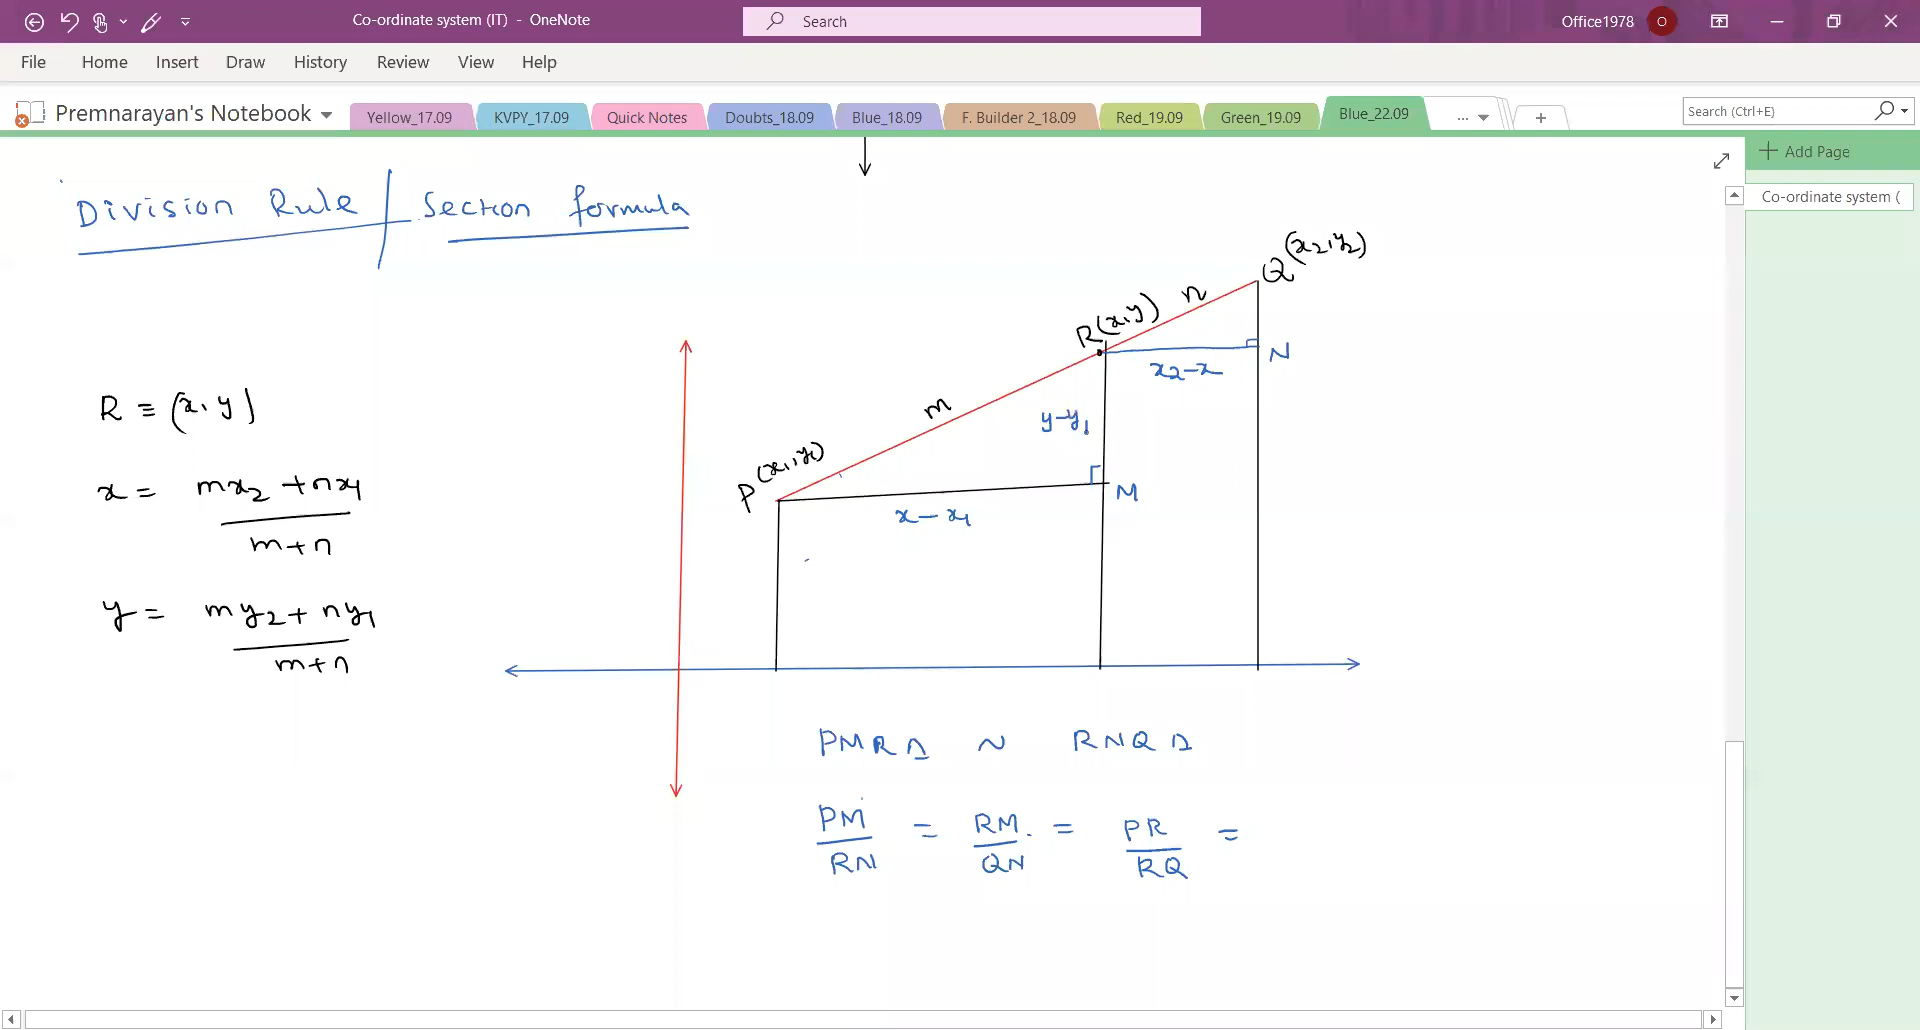 Co-ordinate system (IT) - OneNote
Search
Office1978
O
File Home Insert Draw History Review View Help
Premnarayan's Notebook
Yellow_17.09
KVPY_17.09
Quick Notes
Doubts_18.09
Blue_18.09
F. Builder 2_18.09
Red_19.09
Green_19.09
Blue_22.09
...
+
Search (Ctrl+E)
Add Page
Co-ordinate system (
Division Rule / Section formula
Q (x₂, y₂)
n
R (x, y)
N
x₂-x
m
y-y₁
P (x₁, y₁)
M
x - x₁
R ≡ (x, y)
x = mx₂ + nx₁
m+n
y = my₂ + ny₁
m+n
PMR Δ ~ RNQ Δ
PM/RN = RM/QN = PR/RQ =